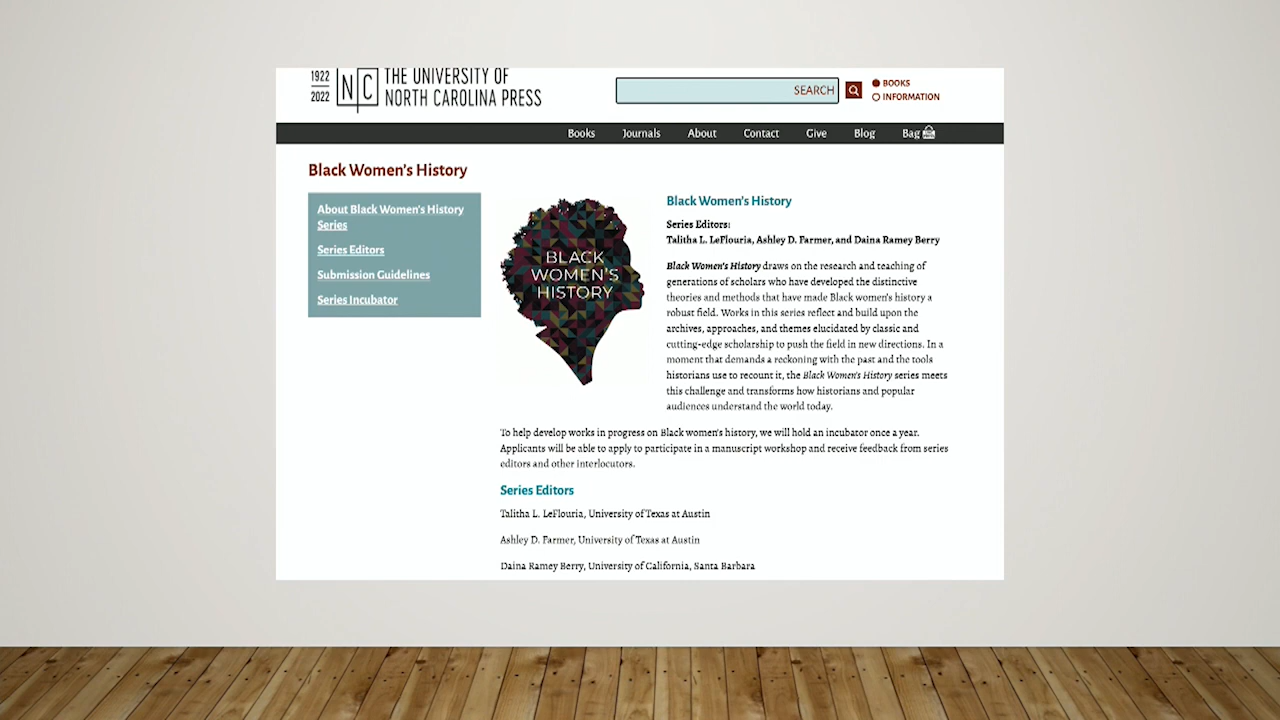 1922
2022
NC
THE UNIVERSITY OF
NORTH CAROLINA PRESS
SEARCH
BOOKS
INFORMATION
Books
Journals
About
Contact
Give
Blog
Bag
Black Women's History
About Black Women's History
Series
Series Editors
Submission Guidelines
Series Incubator
BLACK
WOMEN'S
HISTORY
Black Women's History
Series Editors:
Talitha L. LeFlouria, Ashley D. Farmer, and Daina Ramey Berry
Black Women's History draws on the research and teaching of
generations of scholars who have developed the distinctive
theories and methods that have made Black women's history a
robust field. Works in this series reflect and build upon the
archives, approaches, and themes elucidated by classic and
cutting-edge scholarship to push the field in new directions. In a
moment that demands a reckoning with the past and the tools
historians use to recount it, the Black Women's History series meets
this challenge and transforms how historians and popular
audiences understand the world today.
To help develop works in progress on Black women's history, we will hold an incubator once a year.
Applicants will be able to apply to participate in a manuscript workshop and receive feedback from series
editors and other interlocutors.
Series Editors
Talitha L. LeFlouria, University of Texas at Austin
Ashley D. Farmer, University of Texas at Austin
Daina Ramey Berry, University of California, Santa Barbara